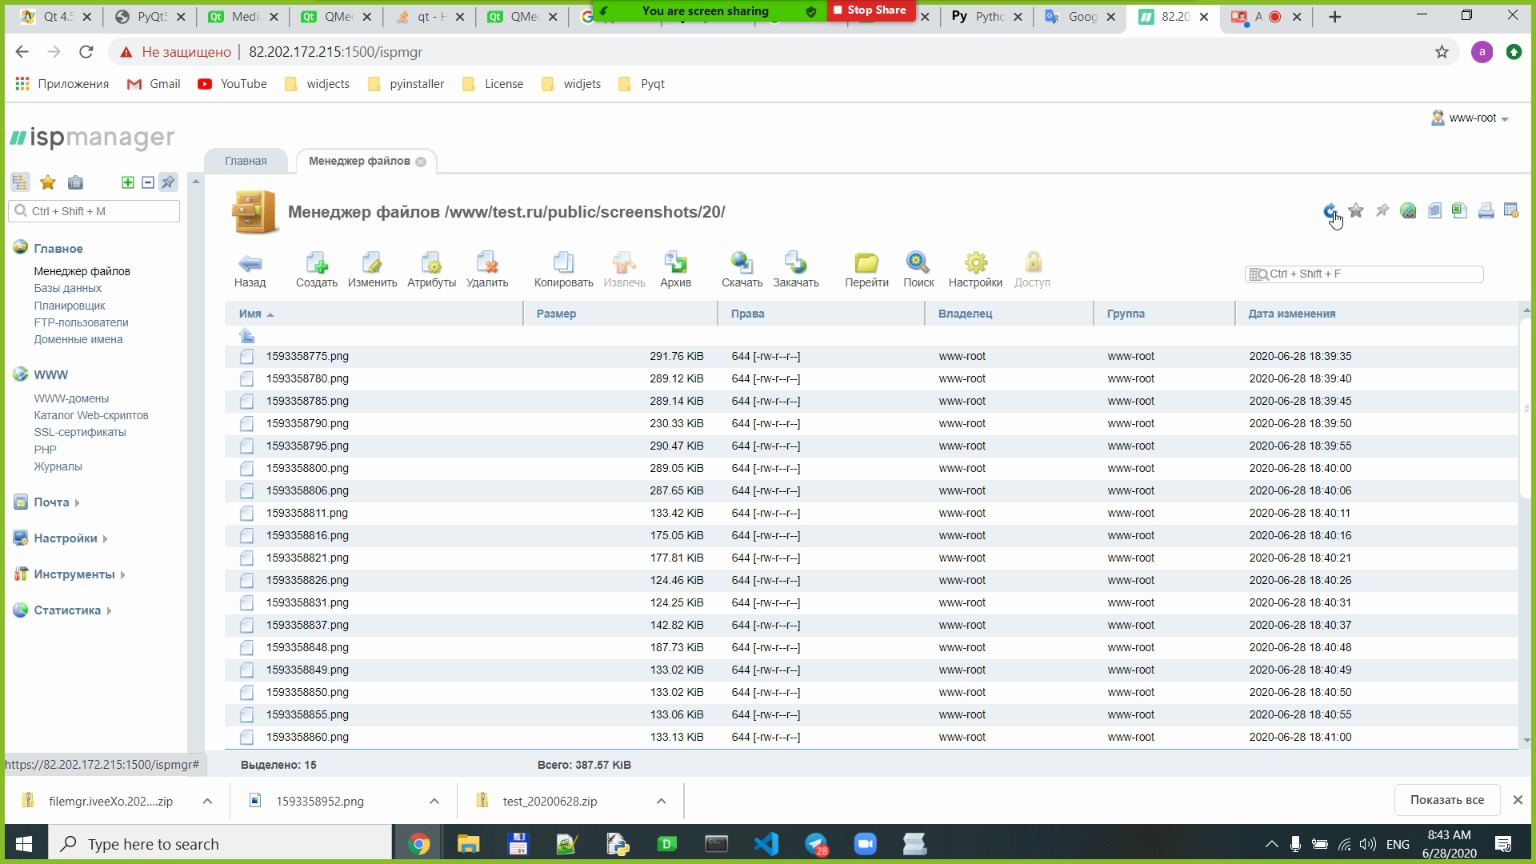 Qt 4.5
PyQt5
Medi
QMe
qt - H
QMe
You are screen sharing
Stop Share
Pytho
Goog
82.20
A
Не защищено
82.202.172.215:1500/ispmgr
a
Приложения
Gmail
YouTube
widjects
pyinstaller
License
widjets
Pyqt
ispmanager
www-root
Главная
Менеджер файлов
Ctrl + Shift + M
Менеджер файлов /www/test.ru/public/screenshots/20/
Главное
Менеджер файлов
Базы данных
Планировщик
FTP-пользователи
Доменные имена
WWW
WWW-домены
Каталог Web-скриптов
SSL-сертификаты
PHP
Журналы
Почта
Настройки
Инструменты
Статистика
Назад
Создать
Изменить
Атрибуты
Удалить
Копировать
Извлечь
Архив
Скачать
Закачать
Перейти
Поиск
Настройки
Доступ
Ctrl + Shift + F
Имя Размер Права Владелец Группа Дата изменения
1593358775.png 291.76 KiB 644 [-rw-r--r--] www-root www-root 2020-06-28 18:39:35
1593358780.png 289.12 KiB 644 [-rw-r--r--] www-root www-root 2020-06-28 18:39:40
1593358785.png 289.14 KiB 644 [-rw-r--r--] www-root www-root 2020-06-28 18:39:45
1593358790.png 230.33 KiB 644 [-rw-r--r--] www-root www-root 2020-06-28 18:39:50
1593358795.png 290.47 KiB 644 [-rw-r--r--] www-root www-root 2020-06-28 18:39:55
1593358800.png 289.05 KiB 644 [-rw-r--r--] www-root www-root 2020-06-28 18:40:00
1593358806.png 287.65 KiB 644 [-rw-r--r--] www-root www-root 2020-06-28 18:40:06
1593358811.png 133.42 KiB 644 [-rw-r--r--] www-root www-root 2020-06-28 18:40:11
1593358816.png 175.05 KiB 644 [-rw-r--r--] www-root www-root 2020-06-28 18:40:16
1593358821.png 177.81 KiB 644 [-rw-r--r--] www-root www-root 2020-06-28 18:40:21
1593358826.png 124.46 KiB 644 [-rw-r--r--] www-root www-root 2020-06-28 18:40:26
1593358831.png 124.25 KiB 644 [-rw-r--r--] www-root www-root 2020-06-28 18:40:31
1593358837.png 142.82 KiB 644 [-rw-r--r--] www-root www-root 2020-06-28 18:40:37
1593358848.png 187.73 KiB 644 [-rw-r--r--] www-root www-root 2020-06-28 18:40:48
1593358849.png 133.02 KiB 644 [-rw-r--r--] www-root www-root 2020-06-28 18:40:49
1593358850.png 133.02 KiB 644 [-rw-r--r--] www-root www-root 2020-06-28 18:40:50
1593358855.png 133.06 KiB 644 [-rw-r--r--] www-root www-root 2020-06-28 18:40:55
1593358860.png 133.13 KiB 644 [-rw-r--r--] www-root www-root 2020-06-28 18:41:00
https://82.202.172.215:1500/ispmgr#
Выделено: 15
Всего: 387.57 KiB
filemgr.iveeXo.202....zip
1593358952.png
test_20200628.zip
Показать все
Type here to search
28
ENG
8:43 AM
6/28/2020